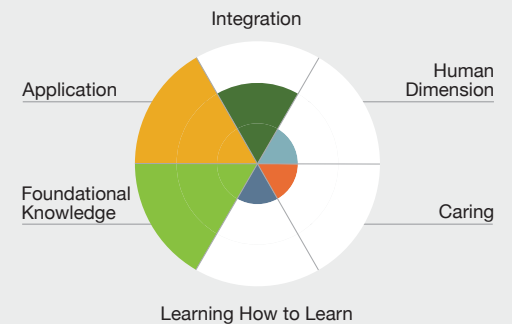 Integration
Application
Human
Dimension
Foundational
Knowledge
Caring
Learning How to Learn